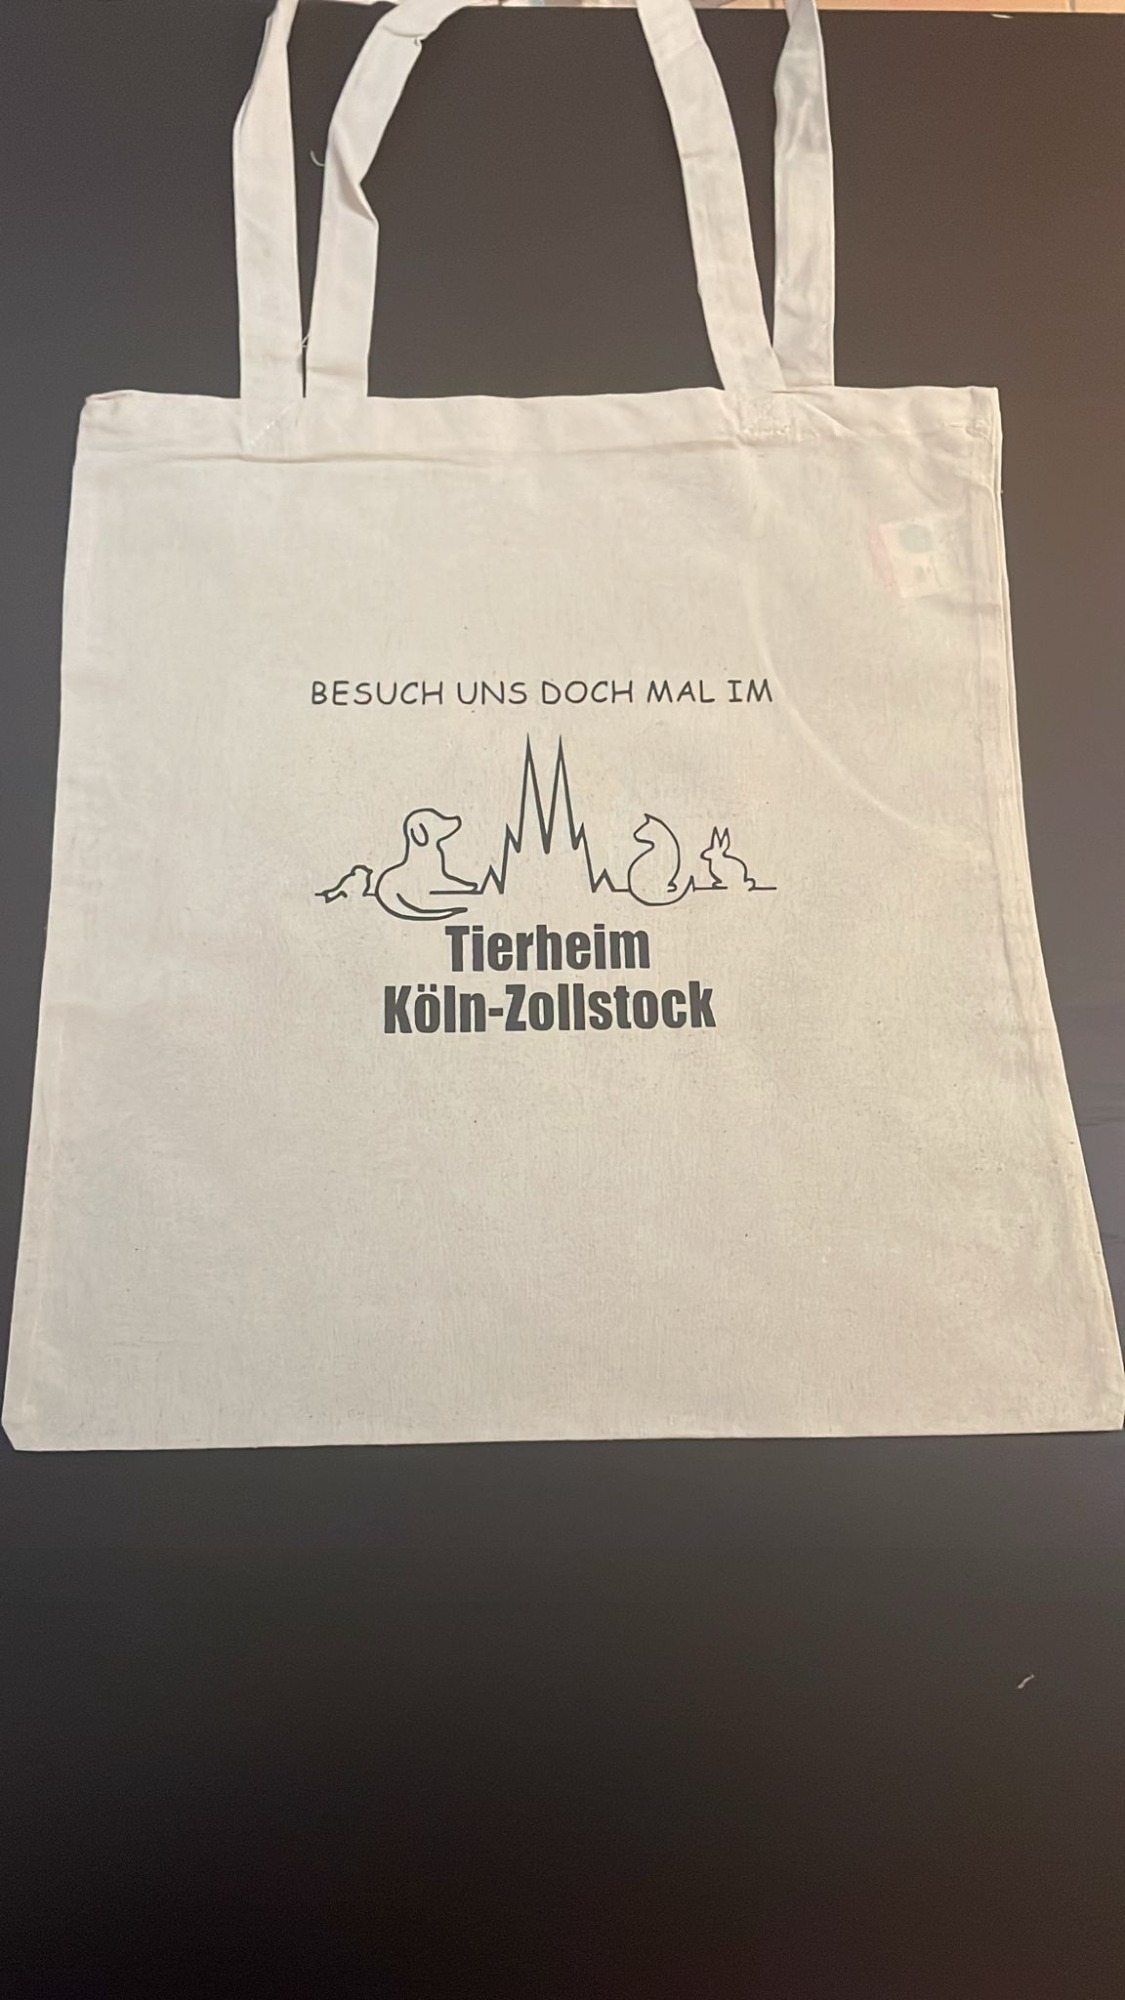 BESUCH UNS DOCH MAL IM
Tierheim
Köln-Zollstock